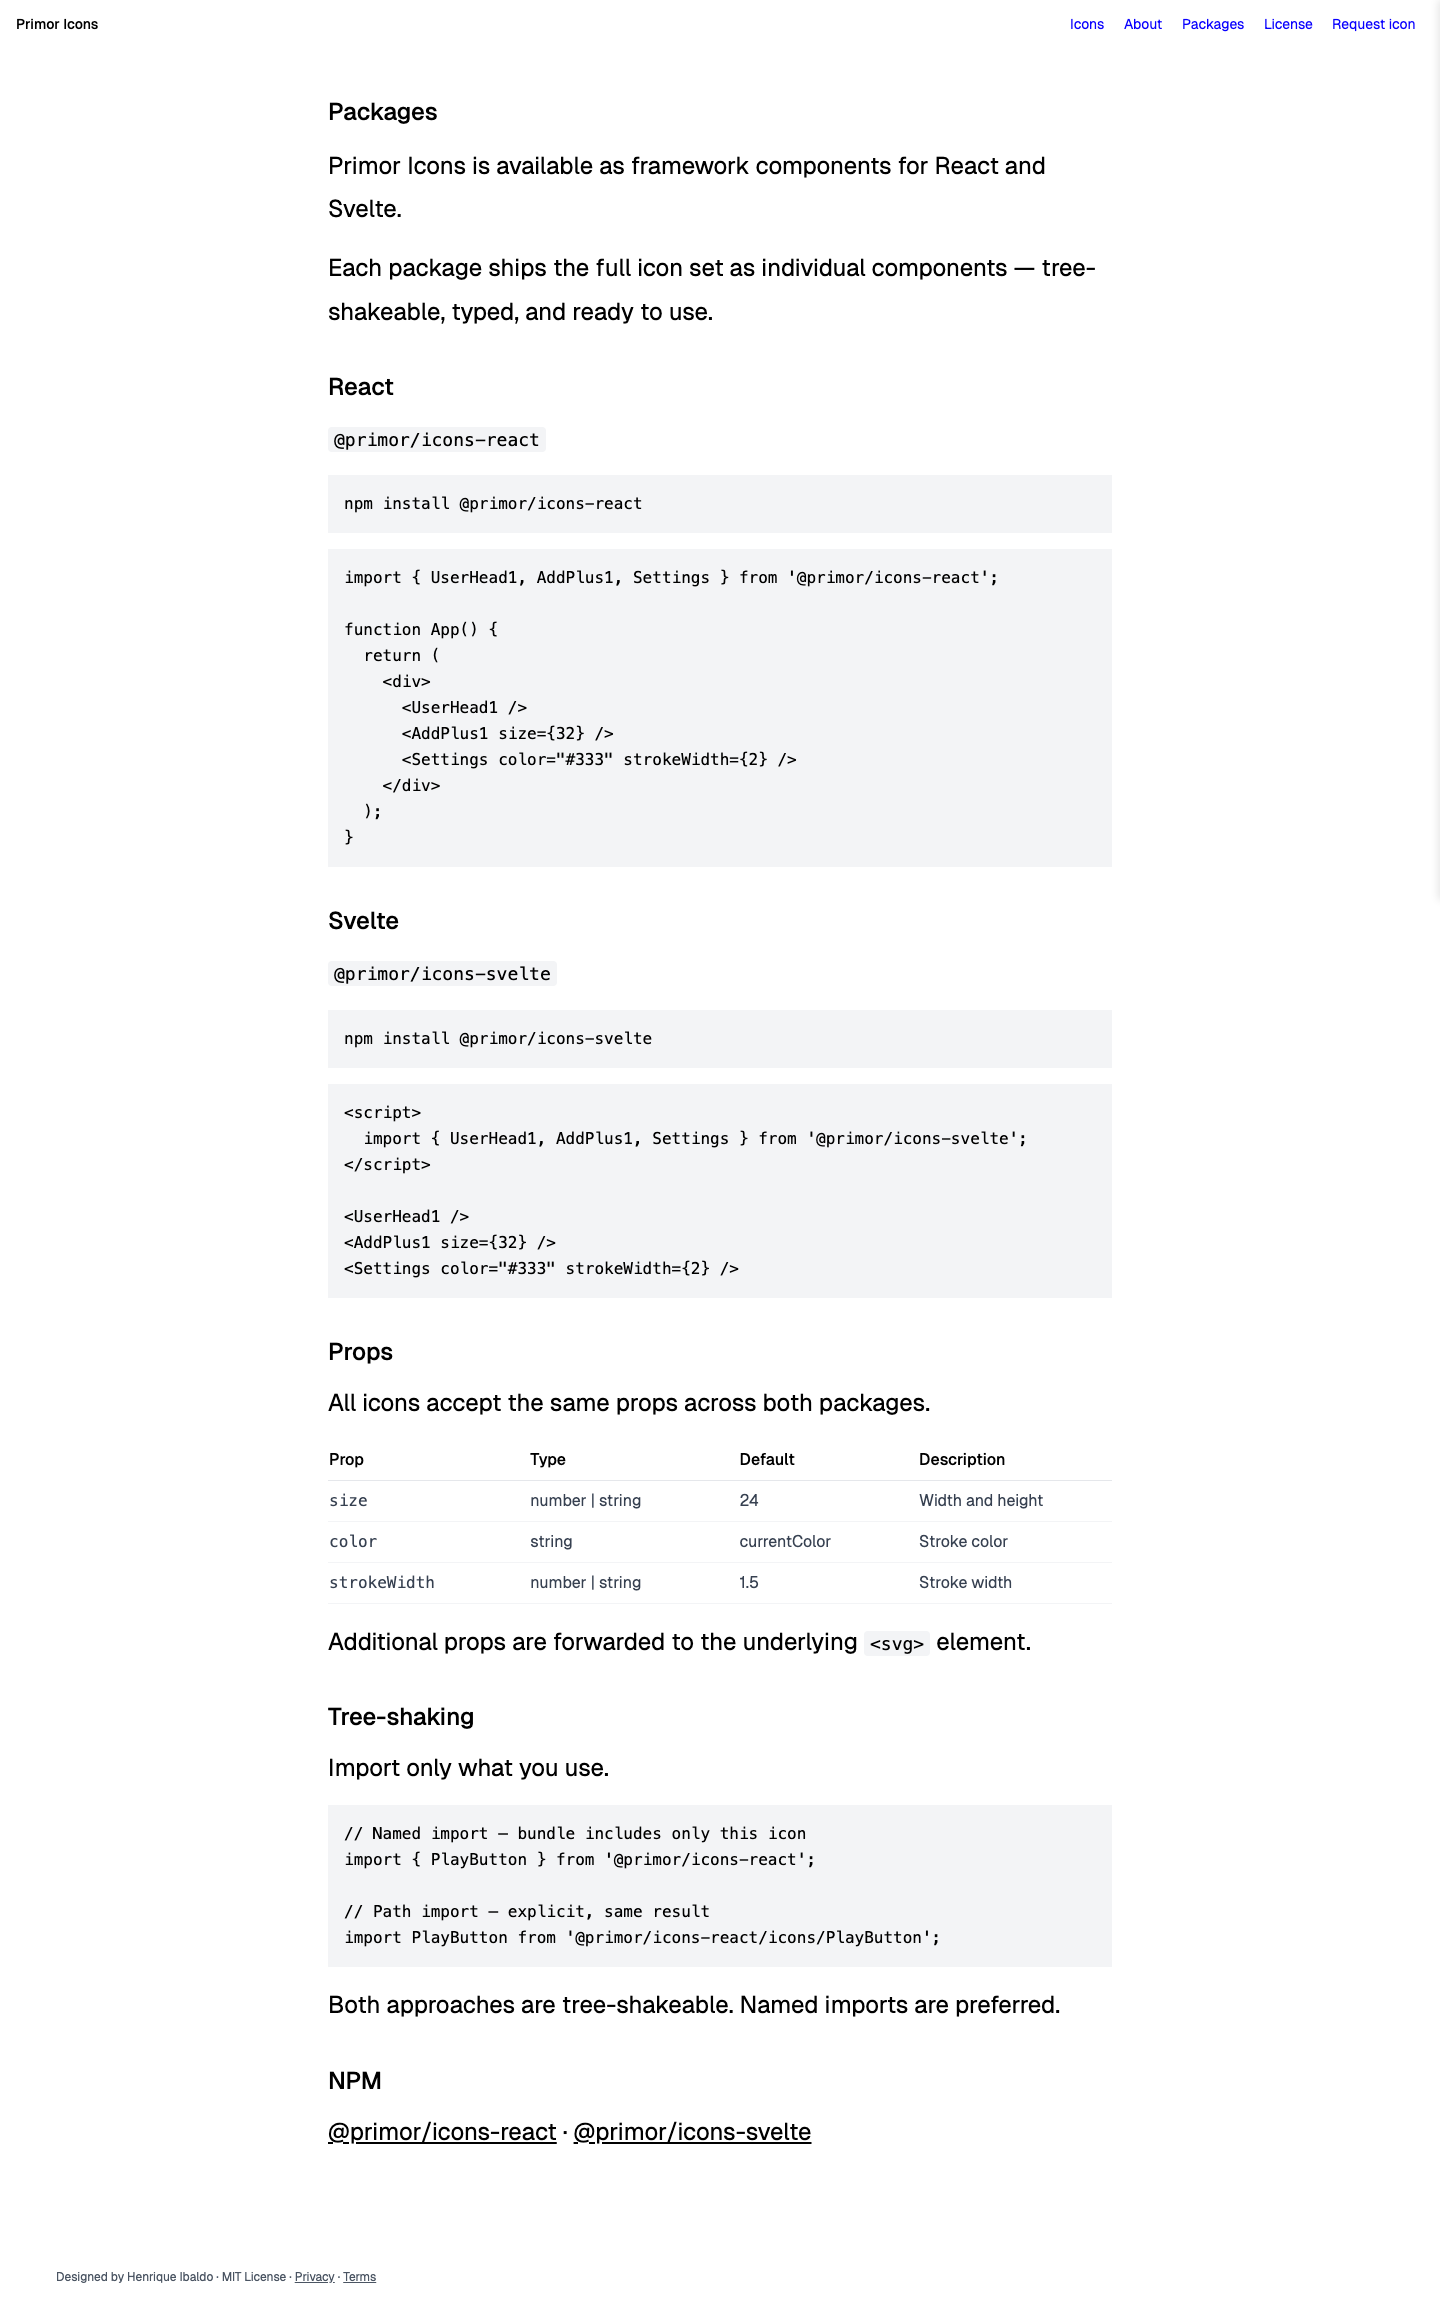 Primor Icons
Icons About Packages License Request icon
Packages
Primor Icons is available as framework components for React and
Svelte.
Each package ships the full icon set as individual components — tree-
shakeable, typed, and ready to use.
React
@primor/icons-react
npm install @primor/icons-react
import { UserHead1, AddPlus1, Settings } from '@primor/icons-react';

function App() {
  return (
    <div>
      <UserHead1 />
      <AddPlus1 size={32} />
      <Settings color="#333" strokeWidth={2} />
    </div>
  );
}
Svelte
@primor/icons-svelte
npm install @primor/icons-svelte
<script>
  import { UserHead1, AddPlus1, Settings } from '@primor/icons-svelte';
</script>

<UserHead1 />
<AddPlus1 size={32} />
<Settings color="#333" strokeWidth={2} />
Props
All icons accept the same props across both packages.
Prop Type Default Description
size number | string 24 Width and height
color string currentColor Stroke color
strokeWidth number | string 1.5 Stroke width
Additional props are forwarded to the underlying <svg> element.
Tree-shaking
Import only what you use.
// Named import — bundle includes only this icon
import { PlayButton } from '@primor/icons-react';

// Path import — explicit, same result
import PlayButton from '@primor/icons-react/icons/PlayButton';
Both approaches are tree-shakeable. Named imports are preferred.
NPM
@primor/icons-react · @primor/icons-svelte
Designed by Henrique Ibaldo · MIT License · Privacy · Terms